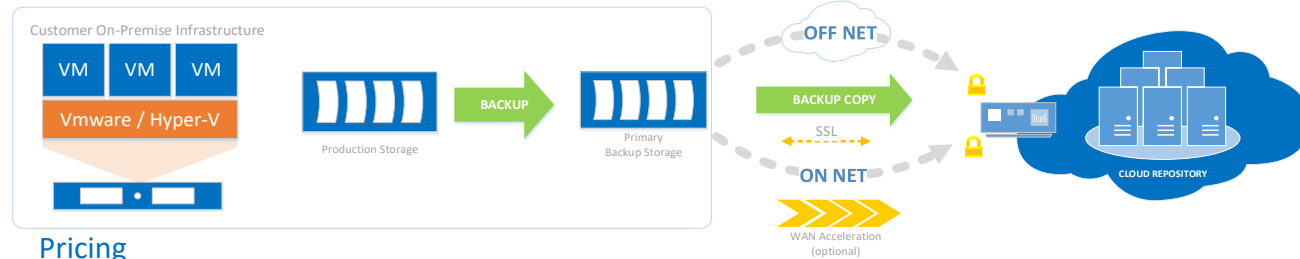 Customer On-Premise Infrastructure
VM VM VM
Vmware / Hyper-V
Production Storage
BACKUP
Primary
Backup Storage
OFF NET
BACKUP COPY
SSL
ON NET
WAN Acceleration
(optional)
CLOUD REPOSITORY
Pricing